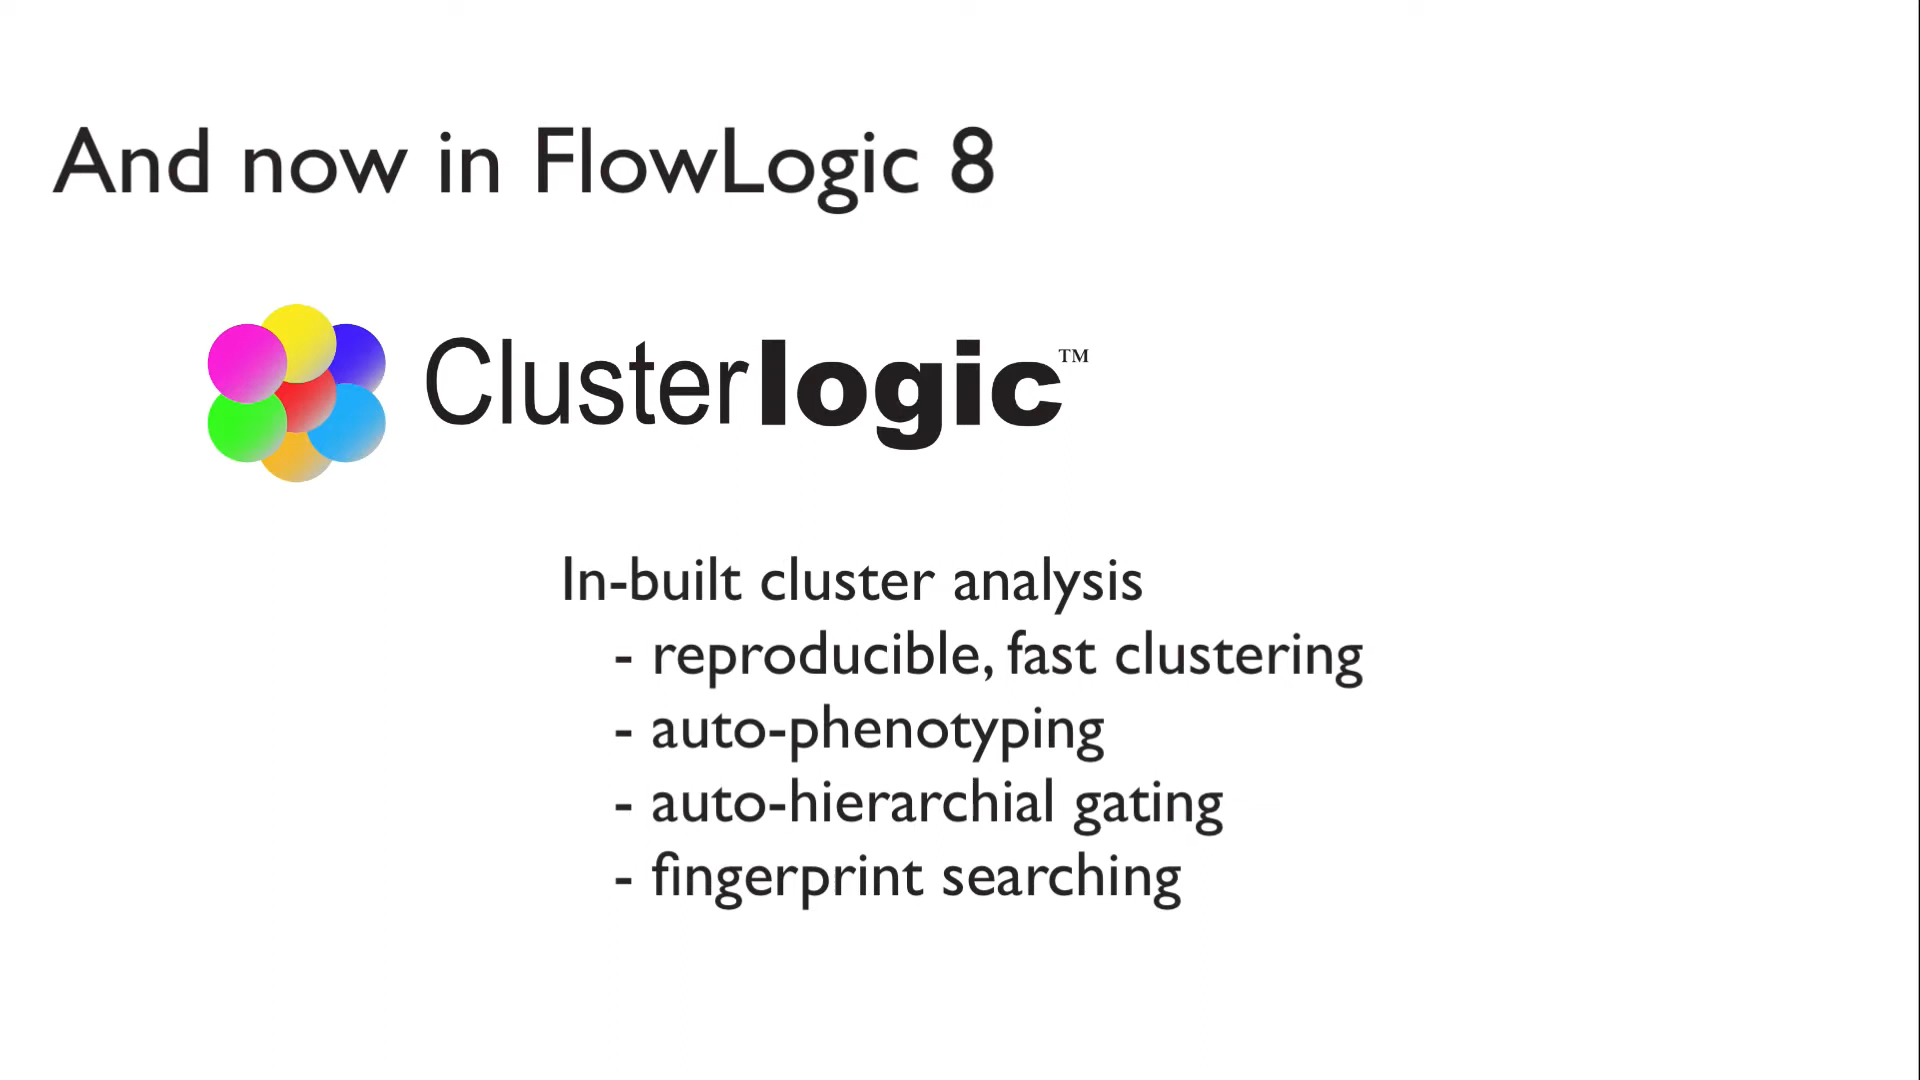 And now in FlowLogic 8
Clusterlogic™
In-built cluster analysis
- reproducible, fast clustering
- auto-phenotyping
- auto-hierarchial gating
- fingerprint searching